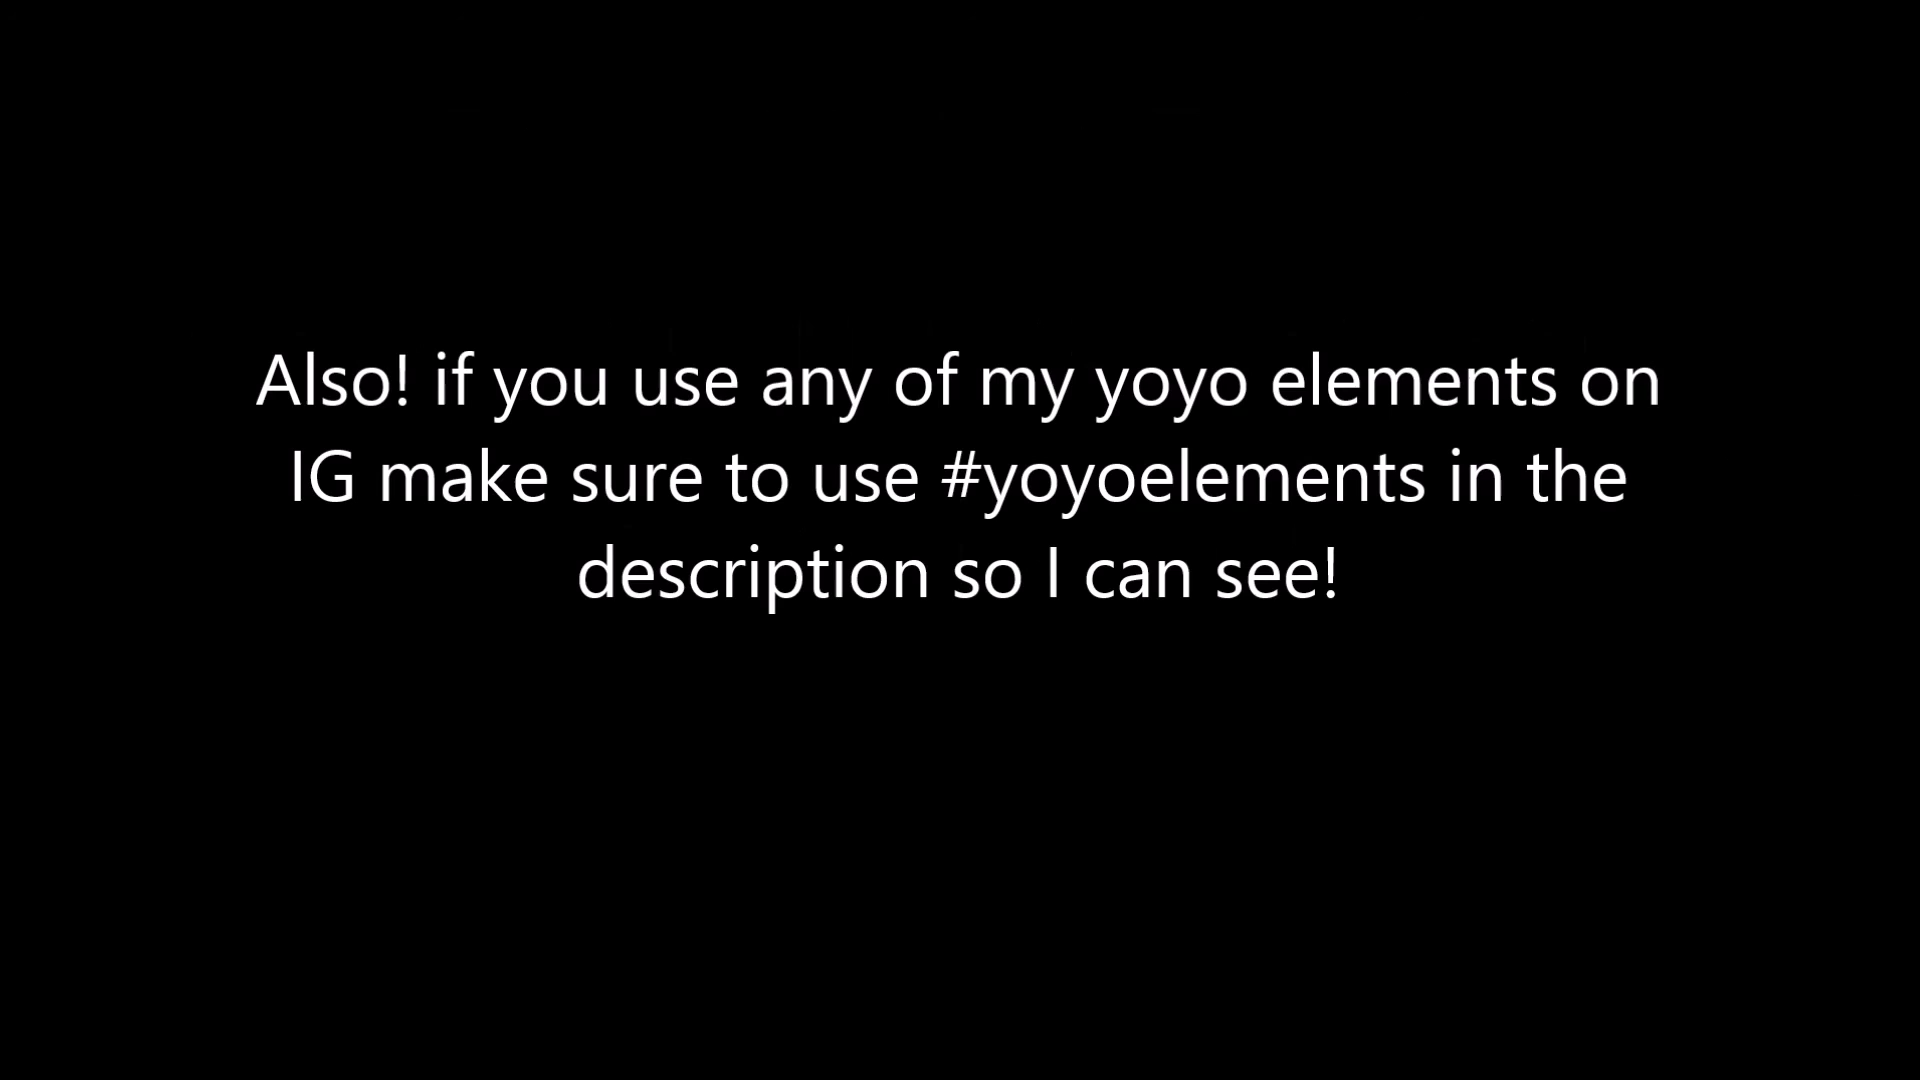 Also! if you use any of my yoyo elements on
IG make sure to use #yoyoelements in the
description so I can see!